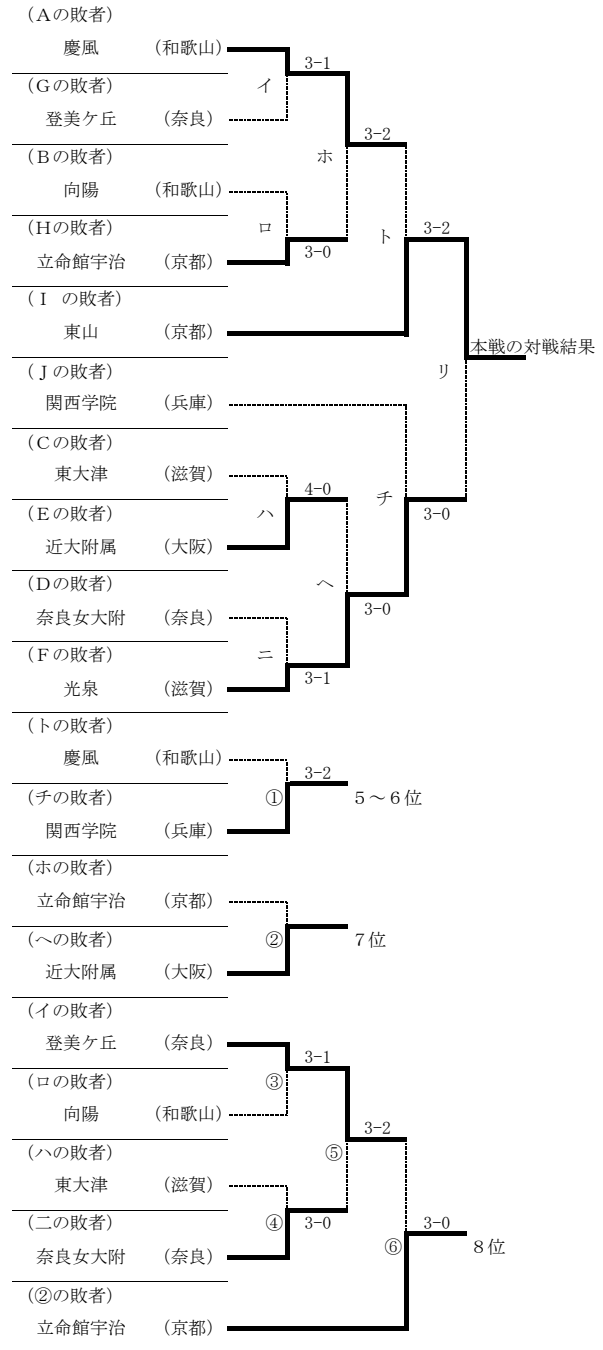 （Ａの敗者）
慶風　（和歌山）
3-1
（Ｇの敗者）
イ
登美ケ丘　（奈良）
3-2
（Ｂの敗者）
ホ
向陽　（和歌山）
（Ｈの敗者）
ロ
ト
3-2
立命館宇治　（京都）
3-0
（Ｉ　の敗者）
東山　（京都）
本戦の対戦結果
（Ｊの敗者）
リ
関西学院　（兵庫）
（Ｃの敗者）
東大津　（滋賀）
4-0
チ
（Ｅの敗者）
ハ
3-0
近大附属　（大阪）
（Ｄの敗者）
ヘ
奈良女大附　（奈良）
3-0
（Ｆの敗者）
ニ
光泉　（滋賀）
3-1
（トの敗者）
慶風　（和歌山）
3-2
（チの敗者）
①
５～６位
関西学院　（兵庫）
（ホの敗者）
立命館宇治　（京都）
（ヘの敗者）
②
７位
近大附属　（大阪）
（イの敗者）
登美ケ丘　（奈良）
3-1
（ロの敗者）
③
向陽　（和歌山）
3-2
（ハの敗者）
⑤
東大津　（滋賀）
（二の敗者）
④
3-0
3-0
奈良女大附　（奈良）
⑥
８位
（②の敗者）
立命館宇治　（京都）